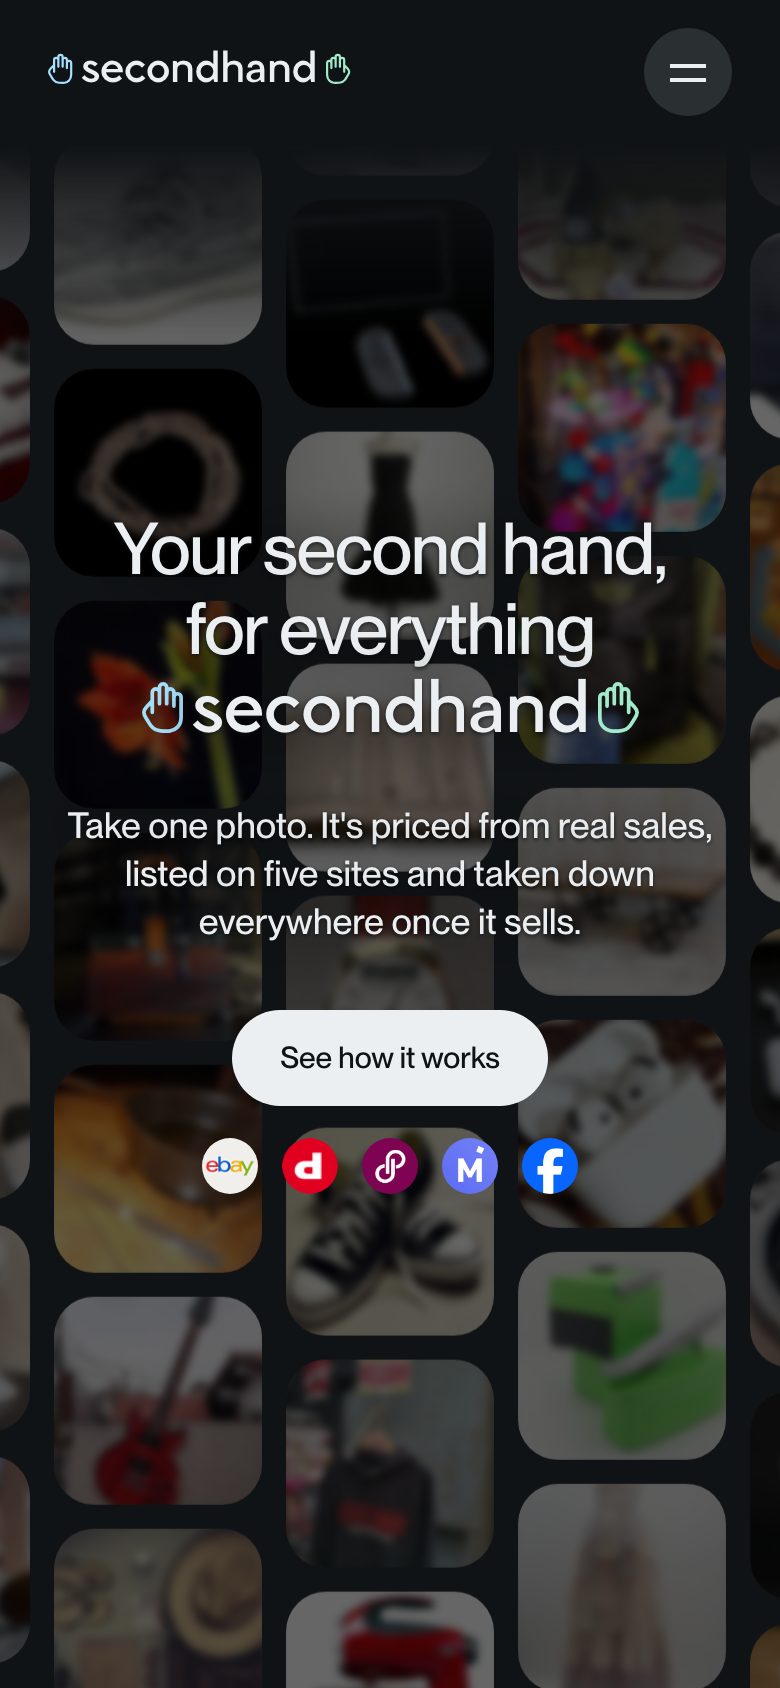 secondhand
Your second hand,
for everything
secondhand
Take one photo. It's priced from real sales,
listed on five sites and taken down
everywhere once it sells.
See how it works
ebay